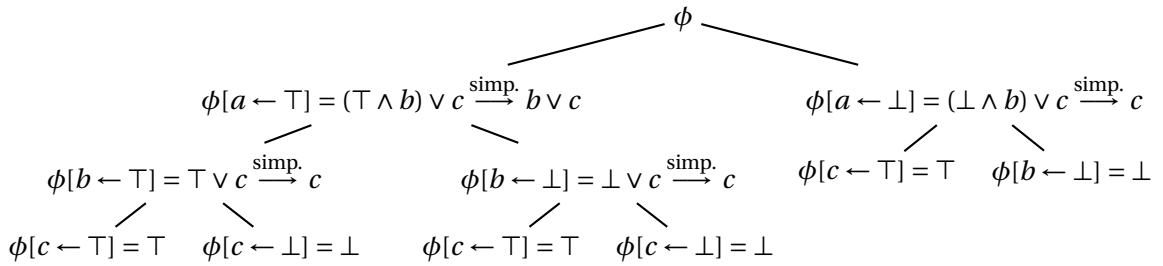 ϕ
ϕ[a ← ⊤] = (⊤ ∧ b) ∨ c simp.⟶ b ∨ c ϕ[a ← ⊥] = (⊥ ∧ b) ∨ c simp.⟶ c
ϕ[b ← ⊤] = ⊤ ∨ c simp.⟶ c ϕ[b ← ⊥] = ⊥ ∨ c simp.⟶ c ϕ[c ← ⊤] = ⊤ ϕ[b ← ⊥] = ⊥
ϕ[c ← ⊤] = ⊤ ϕ[c ← ⊥] = ⊥ ϕ[c ← ⊤] = ⊤ ϕ[c ← ⊥] = ⊥